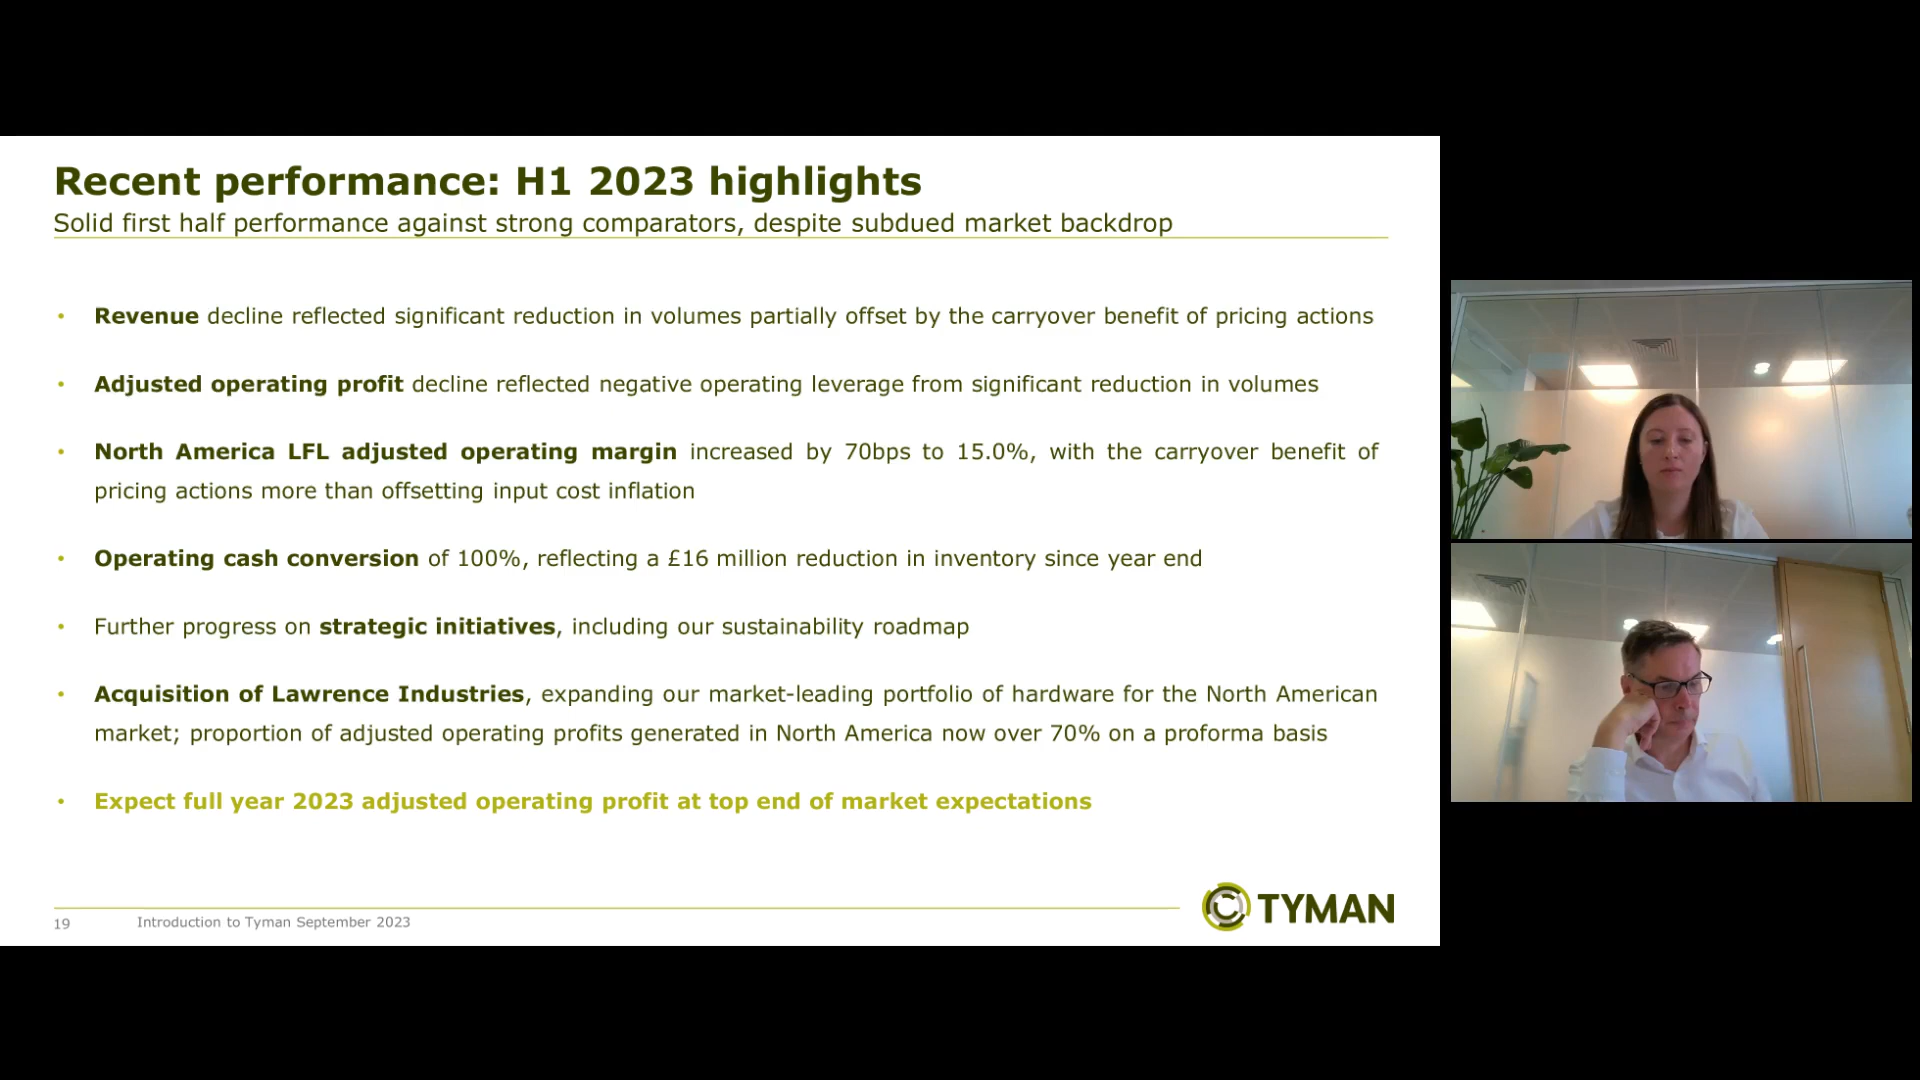 Recent performance: H1 2023 highlights
Solid first half performance against strong comparators, despite subdued market backdrop
• Revenue decline reflected significant reduction in volumes partially offset by the carryover benefit of pricing actions
• Adjusted operating profit decline reflected negative operating leverage from significant reduction in volumes
• North America LFL adjusted operating margin increased by 70bps to 15.0%, with the carryover benefit of
pricing actions more than offsetting input cost inflation
• Operating cash conversion of 100%, reflecting a £16 million reduction in inventory since year end
• Further progress on strategic initiatives, including our sustainability roadmap
• Acquisition of Lawrence Industries, expanding our market-leading portfolio of hardware for the North American
market; proportion of adjusted operating profits generated in North America now over 70% on a proforma basis
• Expect full year 2023 adjusted operating profit at top end of market expectations
19 Introduction to Tyman September 2023
TYMAN